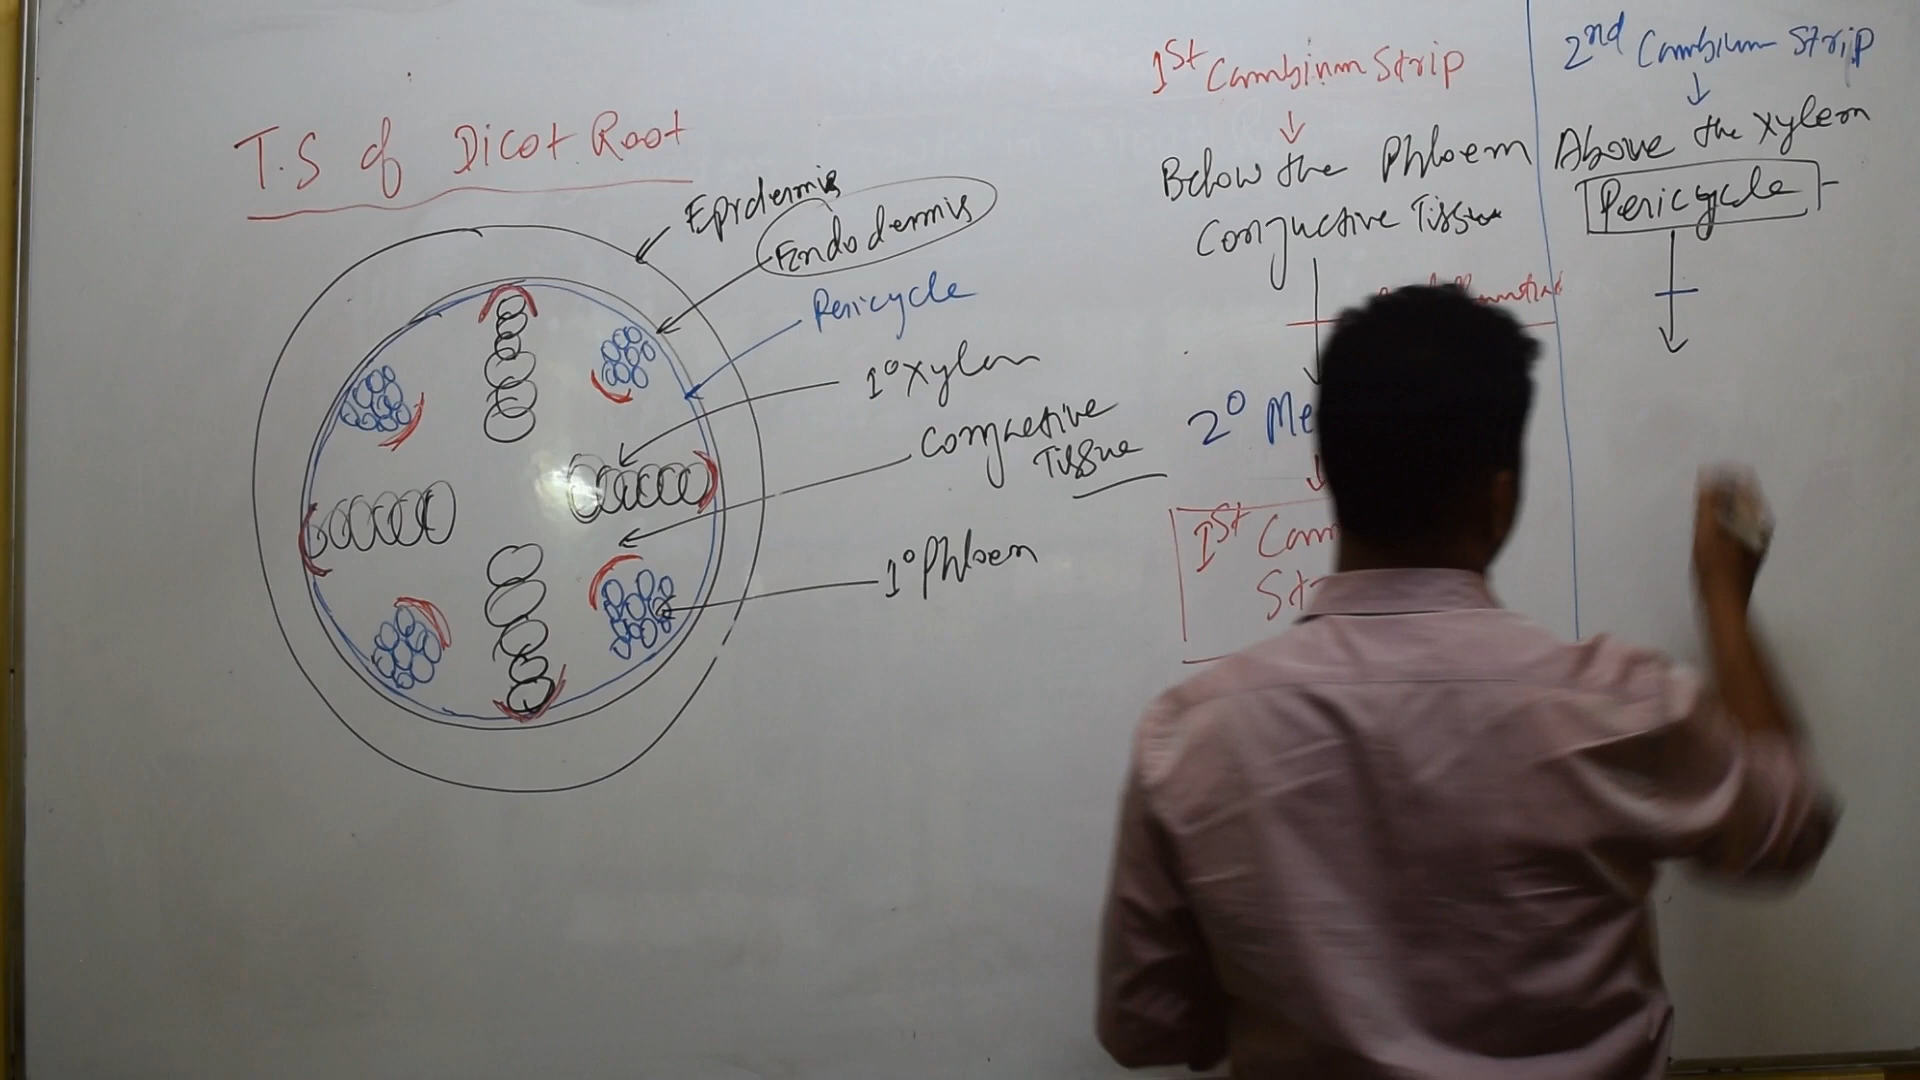 T.S of Dicot Root
Epidermis
Endodermis
Pericycle
1° Xylem
Conjuctive
Tissue
1° Phloem
1st Cambium Strip
Below the Phloem
Conjuctive Tissue
2° Me
1st Cam
St
2nd Cambium Strip
Above the Xylem
Pericycle